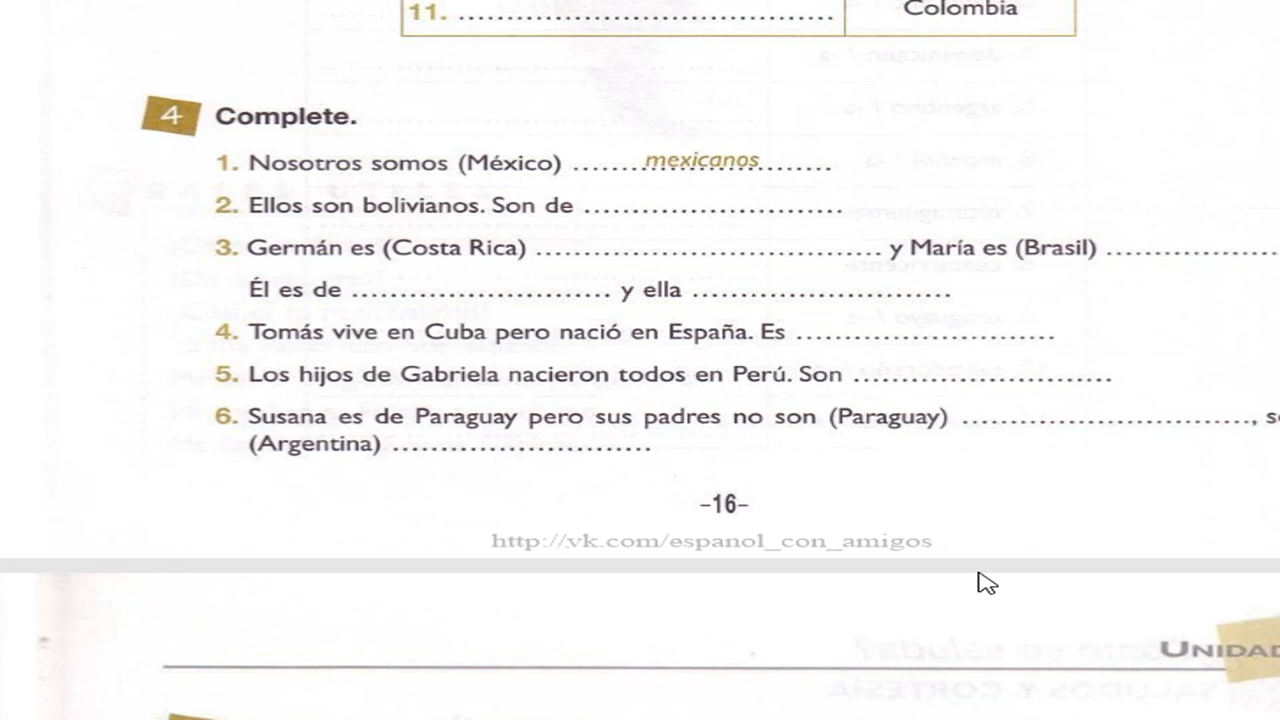 11. ........................................ Colombia
4 Complete.
1. Nosotros somos (México) ........mexicanos........
2. Ellos son bolivianos. Son de ...........................
3. Germán es (Costa Rica) .................................... y María es (Brasil) ..................
Él es de ........................... y ella ...........................
4. Tomás vive en Cuba pero nació en España. Es ...........................
5. Los hijos de Gabriela nacieron todos en Perú. Son ...........................
6. Susana es de Paraguay pero sus padres no son (Paraguay) ..............................,
(Argentina) ...........................
–16–
http://vk.com/espanol_con_amigos
UNIDAD